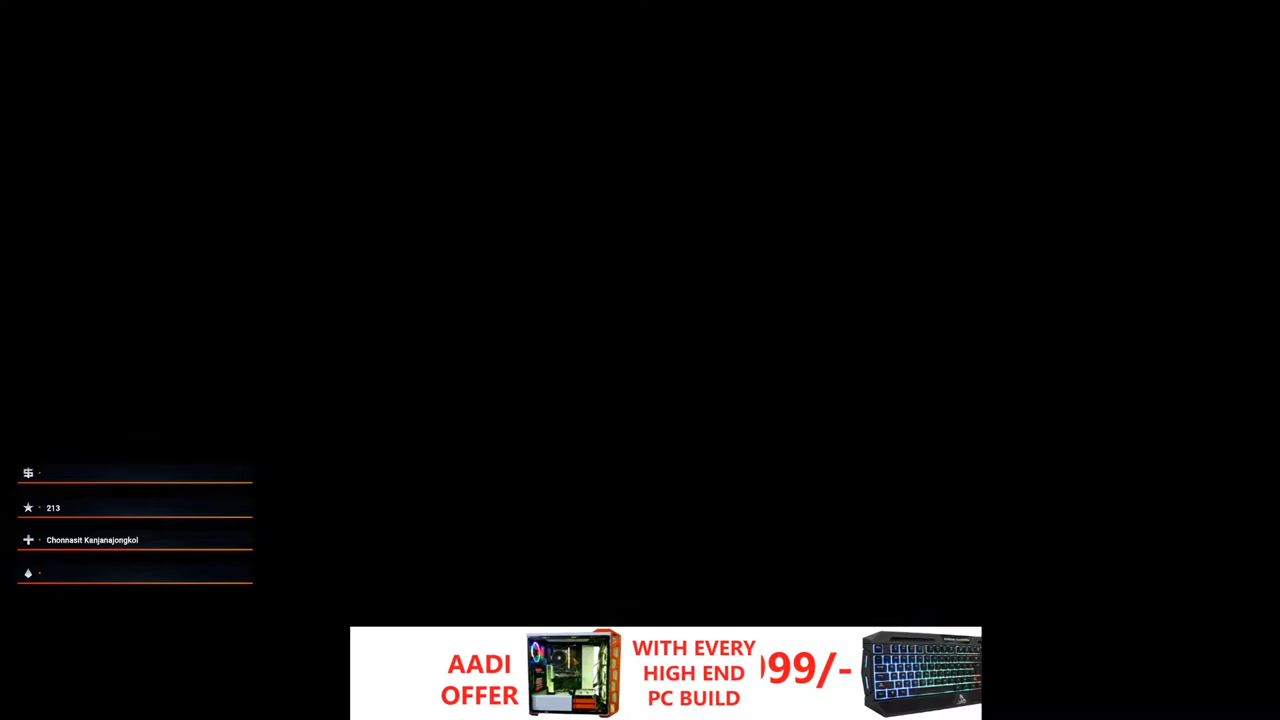 213
Chonnasit Kanjanajongkol
AADI
OFFER
WITH EVERY
HIGH END
PC BUILD
99/-